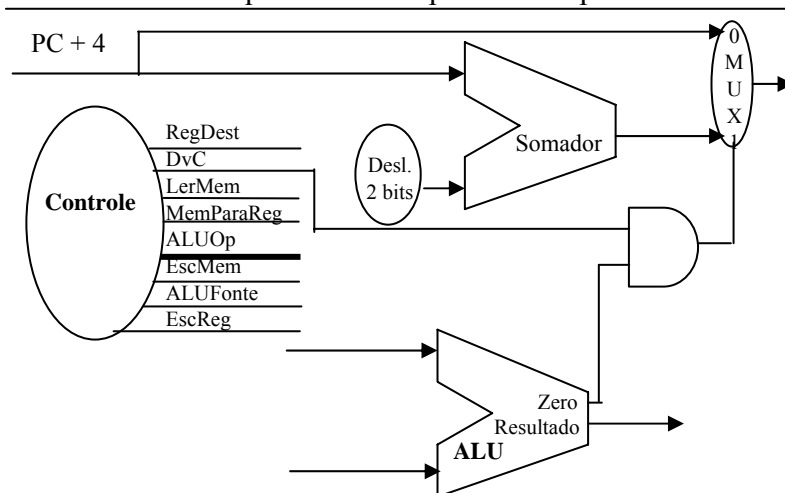 PC + 4
0
M
U
X
1
Somador
Desl.
2 bits
Controle
RegDest
DvC
LerMem
MemParaReg
ALUOp
EscMem
ALUFonte
EscReg
Zero
Resultado
ALU